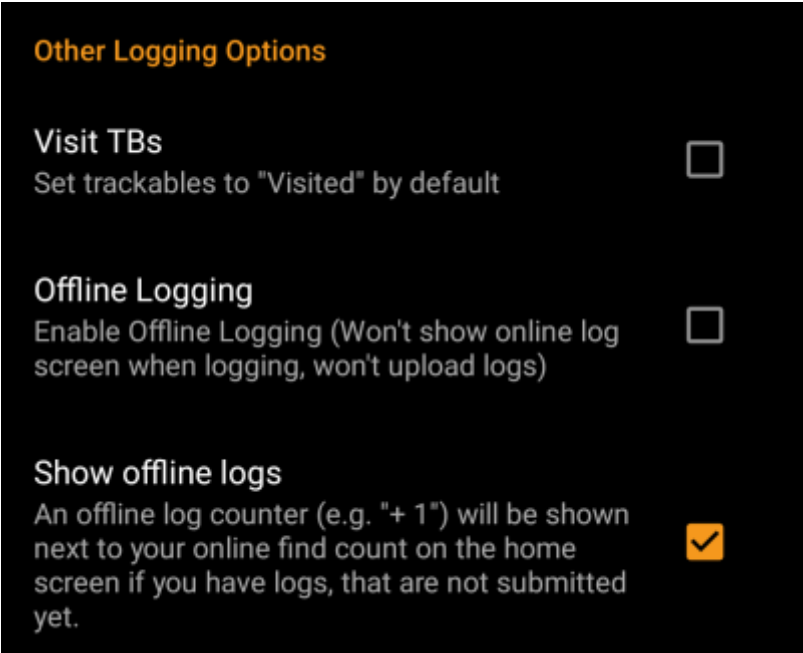 Other Logging Options
Visit TBs
Set trackables to "Visited" by default
Offline Logging
Enable Offline Logging (Won't show online log
screen when logging, won't upload logs)
Show offline logs
An offline log counter (e.g. "+ 1") will be shown
next to your online find count on the home
screen if you have logs, that are not submitted
yet.